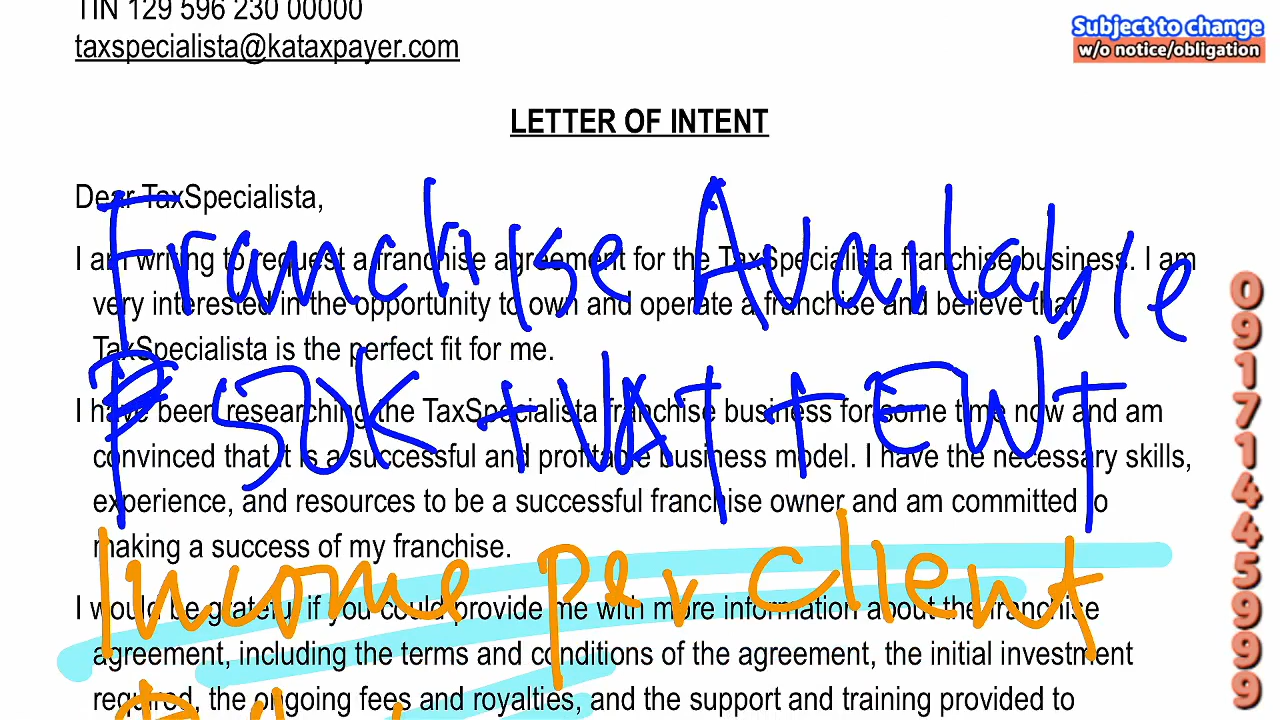 TIN 129 596 230 00000
taxspecialista@kataxpayer.com
Subject to change
w/o notice/obligation
LETTER OF INTENT
Dear TaxSpecialista,
Franchise Available
I am writing to request a franchise agreement for the TaxSpecialista franchise business. I am
very interested in the opportunity to own and operate a franchise and believe that
TaxSpecialista is the perfect fit for me.
₱50K + VAT + EWT
I have been researching the TaxSpecialista franchise business for some time now and am
convinced that it is a successful and profitable business model. I have the necessary skills,
experience, and resources to be a successful franchise owner and am committed to
making a success of my franchise.
Income per client
I would be grateful if you could provide me with more information about the franchise
agreement, including the terms and conditions of the agreement, the initial investment
required, the ongoing fees and royalties, and the support and training provided to
09171445999